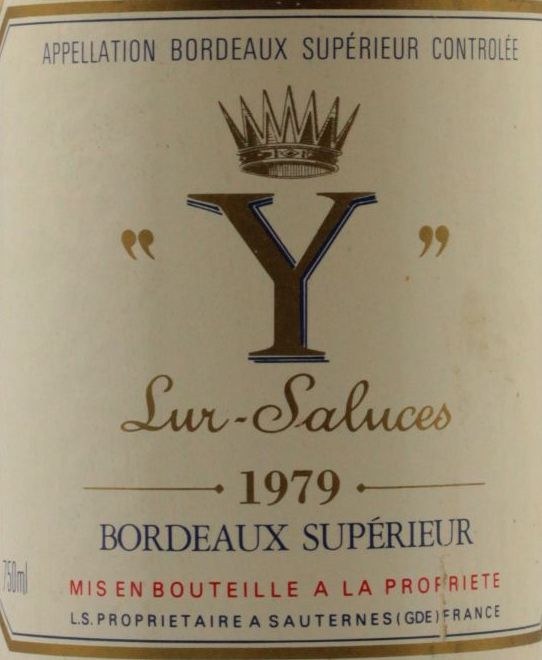 APPELLATION BORDEAUX SUPÉRIEUR CONTROLÉE
" Y "
Lur-Saluces
1979
BORDEAUX SUPÉRIEUR
750ml
MIS EN BOUTEILLE A LA PROPRIETE
L.S. PROPRIETAIRE A SAUTERNES (GDE) FRANCE